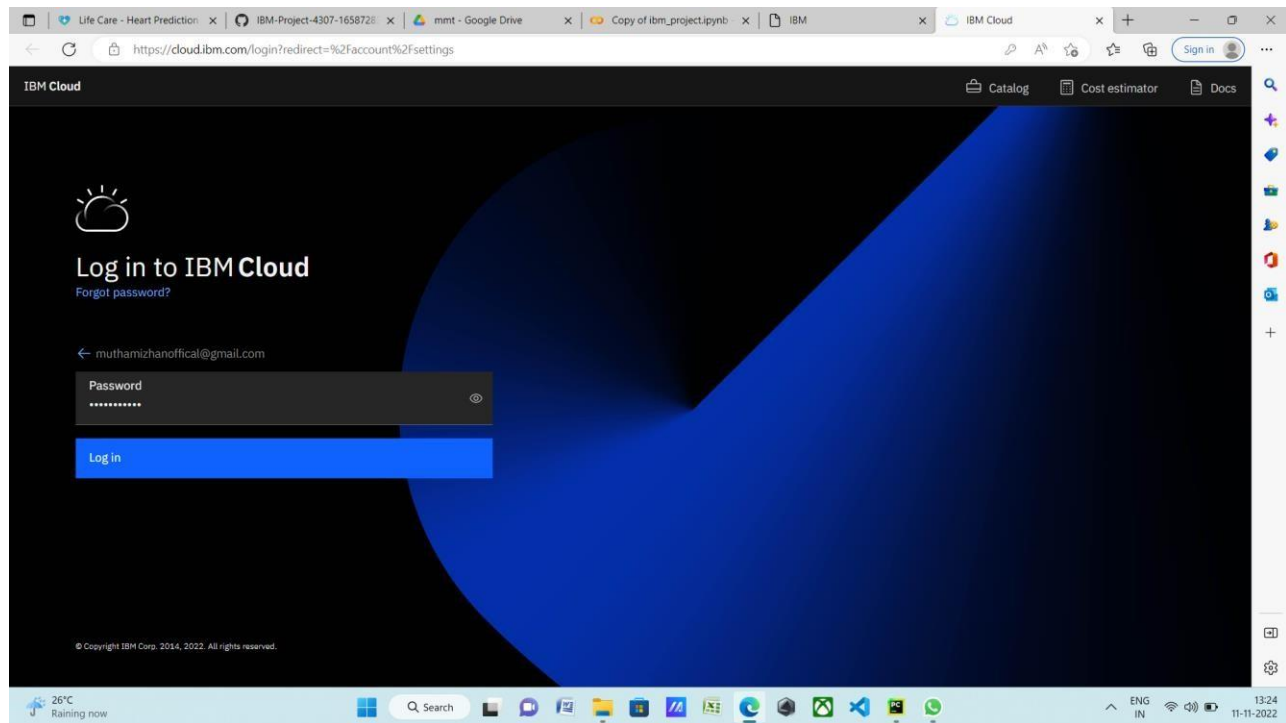 Life Care - Heart Prediction
IBM-Project-4307-1658728
mmt - Google Drive
Copy of ibm_project.ipynb
IBM
IBM Cloud
https://cloud.ibm.com/login?redirect=%2Faccount%2Fsettings
Sign in
IBM Cloud
Catalog
Cost estimator
Docs
Log in to IBM Cloud
Forgot password?
← muthamizhanoffical@gmail.com
Password
•••••••••••
Log in
© Copyright IBM Corp. 2014, 2022. All rights reserved.
26°C
Raining now
Search
ENG
IN
13:24
11-11-2022